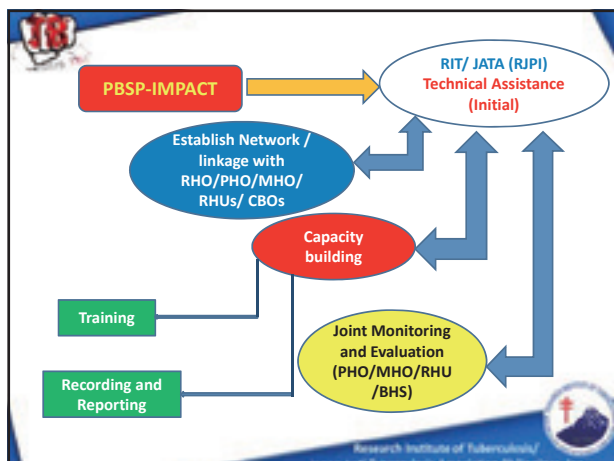 PBSP-IMPACT
RIT/ JATA (RJPI)
Technical Assistance
(Initial)
Establish Network /
linkage with
RHO/PHO/MHO/
RHUs/ CBOs
Capacity
building
Training
Recording and
Reporting
Joint Monitoring
and Evaluation
(PHO/MHO/RHU
/BHS)
Research Institute of Tuberculosis/